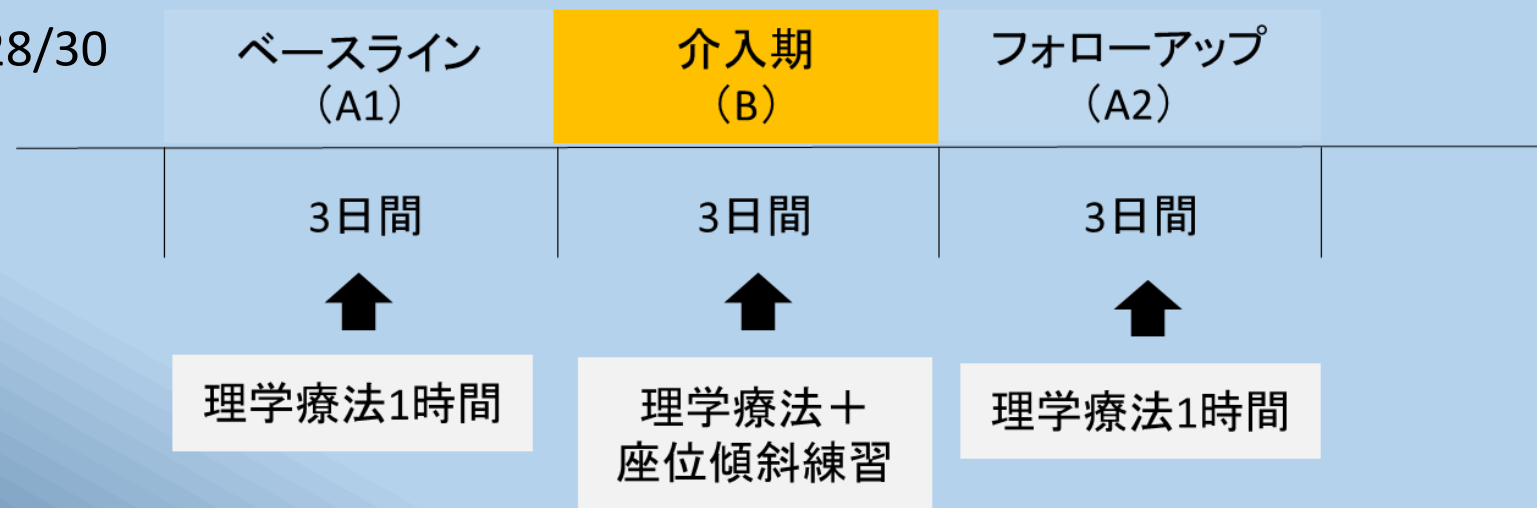 28/30
ベースライン
（A1）
介入期
（B）
フォローアップ
（A2）
3日間
3日間
3日間
理学療法1時間
理学療法＋
座位傾斜練習
理学療法1時間